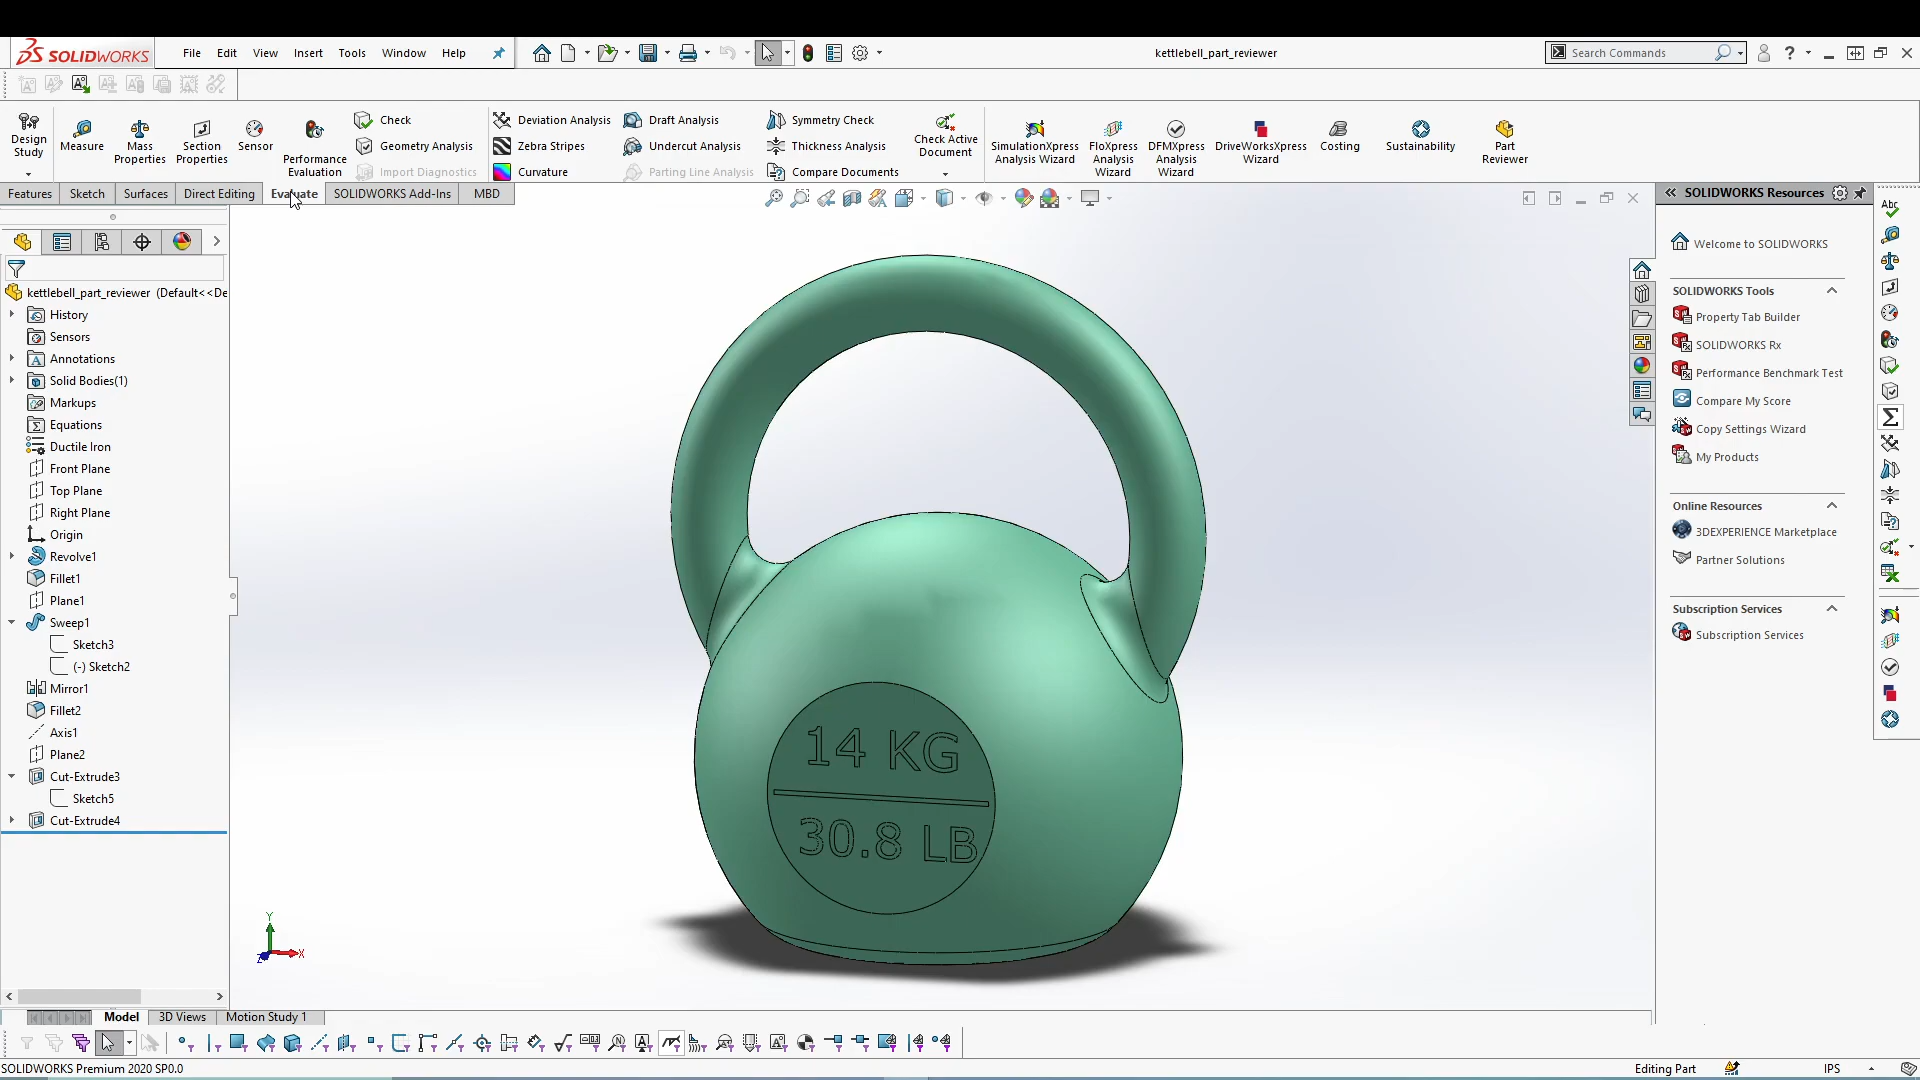 SOLIDWORKS File Edit View Insert Tools Window Help kettlebell_part_reviewer Search Commands
Design Study Measure Mass Properties Section Properties Sensor Performance Evaluation
Check
Geometry Analysis
Import Diagnostics
Deviation Analysis
Zebra Stripes
Curvature
Draft Analysis
Undercut Analysis
Parting Line Analysis
Symmetry Check
Thickness Analysis
Compare Documents
Check Active Document SimulationXpress Analysis Wizard FloXpress Analysis Wizard DFMXpress Analysis Wizard DriveWorksXpress Wizard Costing Sustainability Part Reviewer
Features Sketch Surfaces Direct Editing Evaluate SOLIDWORKS Add-Ins MBD
kettlebell_part_reviewer (Default<<De
History
Sensors
Annotations
Solid Bodies(1)
Markups
Equations
Ductile Iron
Front Plane
Top Plane
Right Plane
Origin
Revolve1
Fillet1
Plane1
Sweep1
Sketch3
(-) Sketch2
Mirror1
Fillet2
Axis1
Plane2
Cut-Extrude3
Sketch5
Cut-Extrude4
14 KG
30.8 LB
Y
X
Z
SOLIDWORKS Resources
Welcome to SOLIDWORKS
SOLIDWORKS Tools
Property Tab Builder
SOLIDWORKS Rx
Performance Benchmark Test
Compare My Score
Copy Settings Wizard
My Products
Online Resources
3DEXPERIENCE Marketplace
Partner Solutions
Subscription Services
Subscription Services
Model 3D Views Motion Study 1
SOLIDWORKS Premium 2020 SP0.0 Editing Part IPS